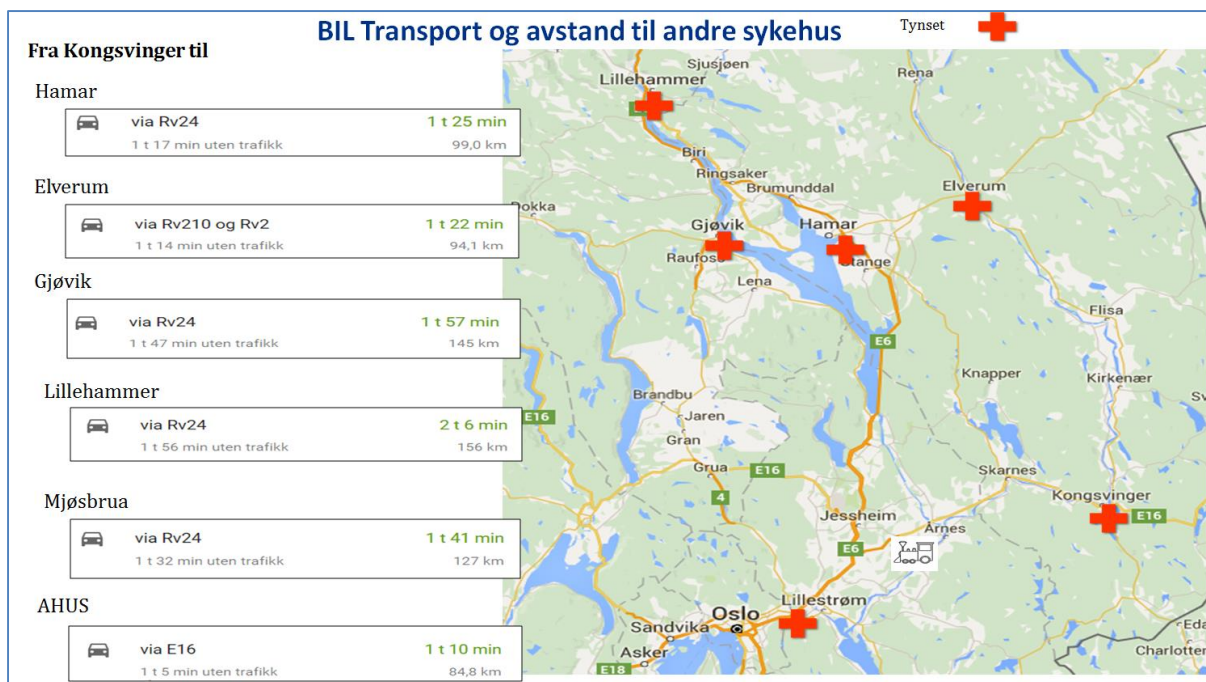 BIL Transport og avstand til andre sykehus
Tynset
Fra Kongsvinger til
Hamar
via Rv24 1 t 25 min
1 t 17 min uten trafikk 99,0 km
Elverum
via Rv210 og Rv2 1 t 22 min
1 t 14 min uten trafikk 94,1 km
Gjøvik
via Rv24 1 t 57 min
1 t 47 min uten trafikk 145 km
Lillehammer
via Rv24 2 t 6 min
1 t 56 min uten trafikk 156 km
Mjøsbrua
via Rv24 1 t 41 min
1 t 32 min uten trafikk 127 km
AHUS
via E16 1 t 10 min
1 t 5 min uten trafikk 84,8 km
Sjusjøen
Lillehammer
Rena
Biri
Ringsaker
Brumunddal
Elverum
Gjøvik
Hamar
Raufoss
Stange
Lena
Flisa
E6
Knapper
Kirkenær
Brandbu
E16
Jaren
Gran
Grua
E16
Skarnes
4
Kongsvinger
E16
Jessheim
Årnes
E6
Lillestrøm
Oslo
Sandvika
Asker
E18
Charlotten